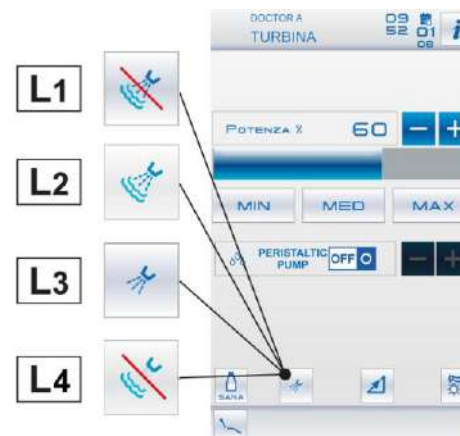 DOCTOR A
TURBINA
09
52
01
08
i
L1
L2
L3
L4
POTENZA %
60
MIN
MED
MAX
PERISTALTIC
PUMP
OFF
SANA